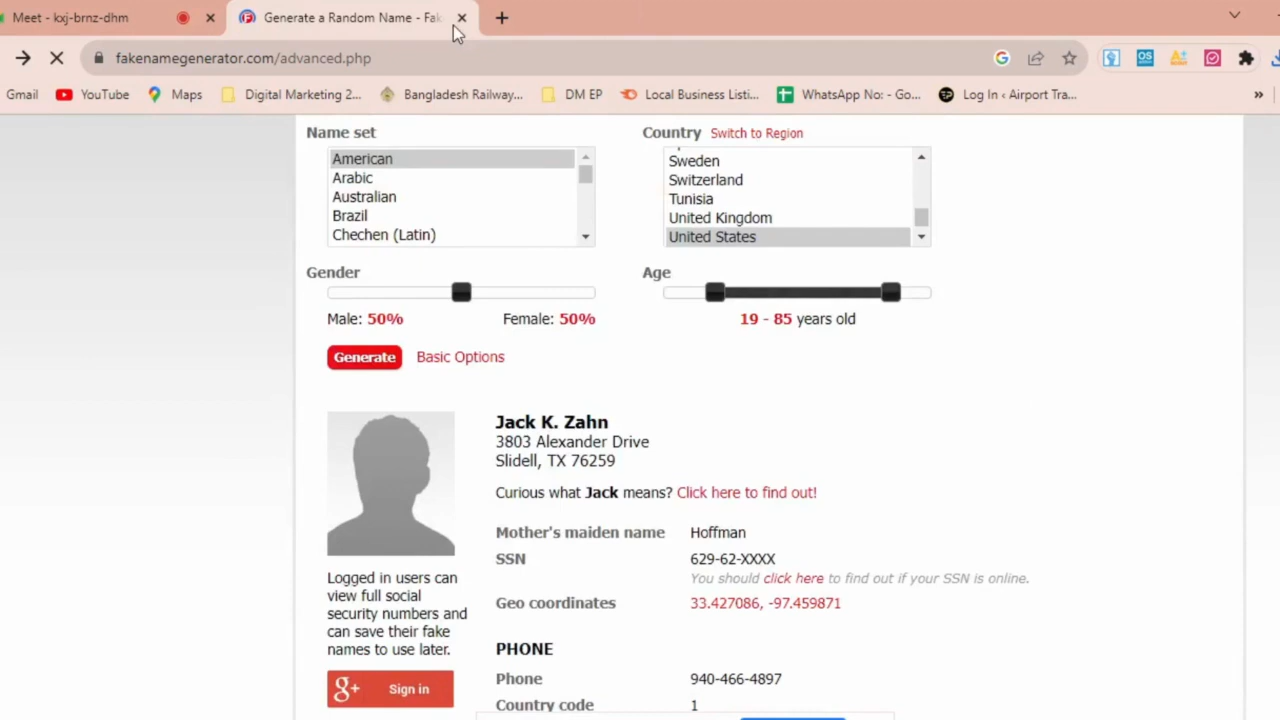 Meet - kxj-brnz-dhm
Generate a Random Name - Fak
fakenamegenerator.com/advanced.php
Gmail YouTube Maps Digital Marketing 2... Bangladesh Railway... DM EP Local Business Listi... WhatsApp No: - Go... Log In ‹ Airport Tra... »
Name set
Country Switch to Region
American
Arabic
Australian
Brazil
Chechen (Latin)
Sweden
Switzerland
Tunisia
United Kingdom
United States
Gender
Age
Male: 50% Female: 50%
19 - 85 years old
Generate Basic Options
Jack K. Zahn
3803 Alexander Drive
Slidell, TX 76259
Curious what Jack means? Click here to find out!
Mother's maiden name Hoffman
SSN 629-62-XXXX
You should click here to find out if your SSN is online.
Geo coordinates 33.427086, -97.459871
Logged in users can
view full social
security numbers and
can save their fake
names to use later.
g+ Sign in
PHONE
Phone 940-466-4897
Country code 1